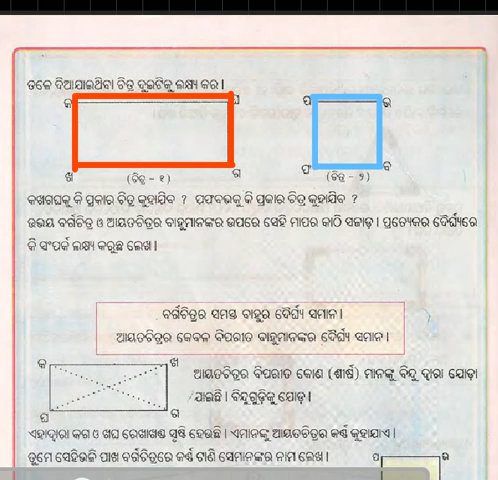 ତଳେ ଦିଆଯାଇଥିବା ଚିତ୍ର ଦୁଇଟିକୁ ଲକ୍ଷ୍ୟ କର ।
କ ଘ ପ ଭ
ଖ ଗ ଫ ବ
(ଚିତ୍ର - ୧) (ଚିତ୍ର - ୨)
କଖଗଘକୁ କି ପ୍ରକାର ଚିତ୍ର କୁହାଯିବ ? ପଫବଭକୁ କି ପ୍ରକାର ଚିତ୍ର କୁହାଯିବ ?
ଉଭୟ ବର୍ଗଚିତ୍ର ଓ ଆୟତଚିତ୍ରର ବାହୁମାନଙ୍କର ଉପରେ ସେହି ମାପର କାଠି ସଜାଡ଼ । ପ୍ରତ୍ୟେକର ଦୈର୍ଘ୍ୟରେ
କି ସଂପର୍କ ଲକ୍ଷ୍ୟ କରୁଛ ଲେଖ ।
ବର୍ଗଚିତ୍ରର ସମସ୍ତ ବାହୁର ଦୈର୍ଘ୍ୟ ସମାନ ।
ଆୟତଚିତ୍ରର କେବଳ ବିପରୀତ ବାହୁମାନଙ୍କର ଦୈର୍ଘ୍ୟ ସମାନ ।
କ ଖ
ଘ ଗ
ଆୟତଚିତ୍ରର ବିପରୀତ କୋଣ (ଶୀର୍ଷ) ମାନଙ୍କୁ ବିନ୍ଦୁ ଦ୍ୱାରା ଯୋଡ଼ା
ଯାଇଛି । ବିନ୍ଦୁଗୁଡ଼ିକୁ ଯୋଡ଼ ।
ଏହାଦ୍ୱାରା କଗ ଓ ଖଘ ରେଖାଖଣ୍ଡ ସୃଷ୍ଟି ହେଉଛି । ଏମାନଙ୍କୁ ଆୟତଚିତ୍ରର କର୍ଣ୍ଣ କୁହାଯାଏ ।
ତୁମେ ସେହିଭଳି ପାଖ ବର୍ଗଚିତ୍ରରେ କର୍ଣ୍ଣ ଟାଣି ସେମାନଙ୍କର ନାମ ଲେଖ ।
ପ ଭ